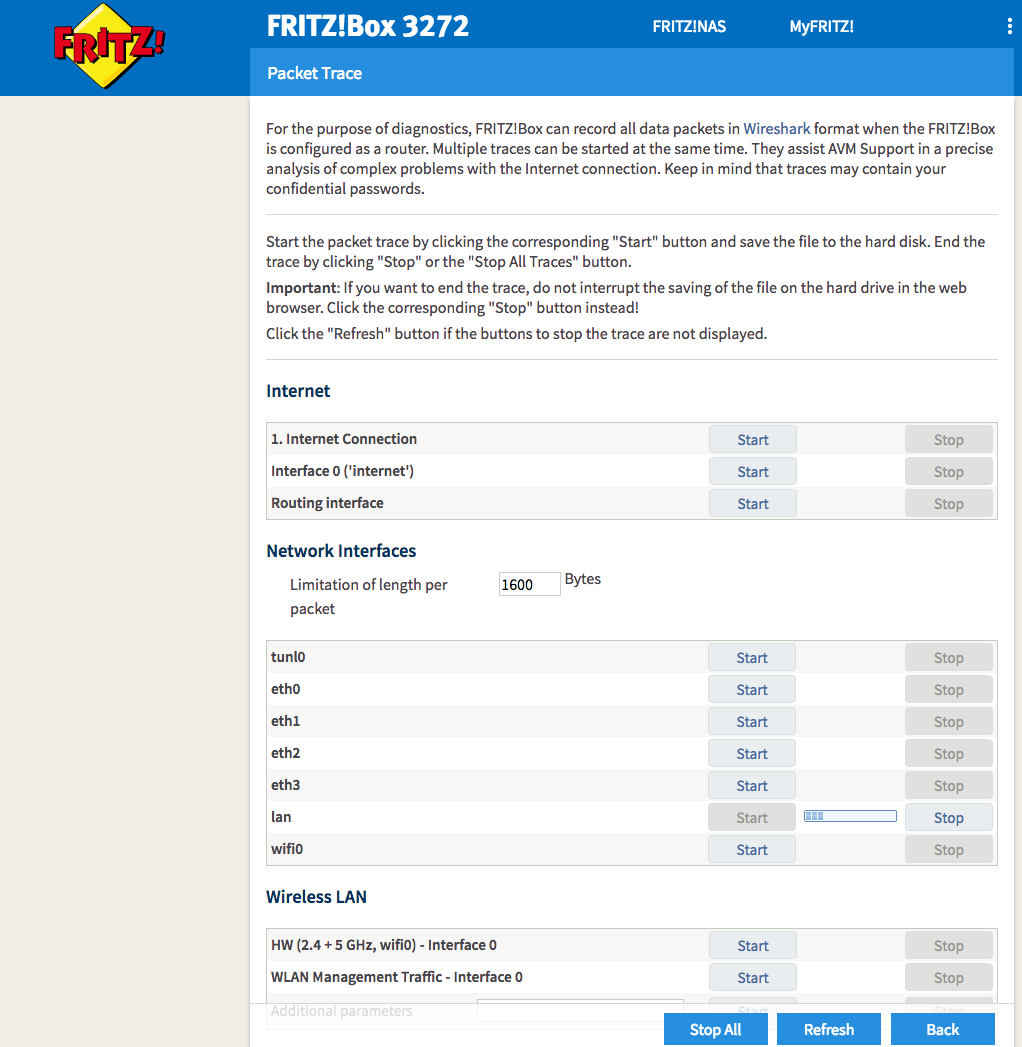 FRITZ!
FRITZ!Box 3272
FRITZ!NAS
MyFRITZ!
Packet Trace
For the purpose of diagnostics, FRITZ!Box can record all data packets in Wireshark format when the FRITZ!Box
is configured as a router. Multiple traces can be started at the same time. They assist AVM Support in a precise
analysis of complex problems with the Internet connection. Keep in mind that traces may contain your
confidential passwords.
Start the packet trace by clicking the corresponding "Start" button and save the file to the hard disk. End the
trace by clicking "Stop" or the "Stop All Traces" button.
Important: If you want to end the trace, do not interrupt the saving of the file on the hard drive in the web
browser. Click the corresponding "Stop" button instead!
Click the "Refresh" button if the buttons to stop the trace are not displayed.
Internet
1. Internet Connection Start Stop
Interface 0 ('internet') Start Stop
Routing interface Start Stop
Network Interfaces
Limitation of length per
packet
1600 Bytes
tunl0 Start Stop
eth0 Start Stop
eth1 Start Stop
eth2 Start Stop
eth3 Start Stop
lan Start Stop
wifi0 Start Stop
Wireless LAN
HW (2.4 + 5 GHz, wifi0) - Interface 0 Start Stop
WLAN Management Traffic - Interface 0 Start Stop
Additional parameters Start Stop
Stop All Refresh Back